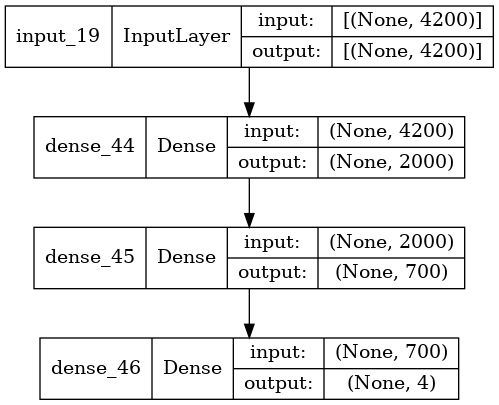 input_19 InputLayer input: [(None, 4200)]
output: [(None, 4200)]
dense_44 Dense input: (None, 4200)
output: (None, 2000)
dense_45 Dense input: (None, 2000)
output: (None, 700)
dense_46 Dense input: (None, 700)
output: (None, 4)